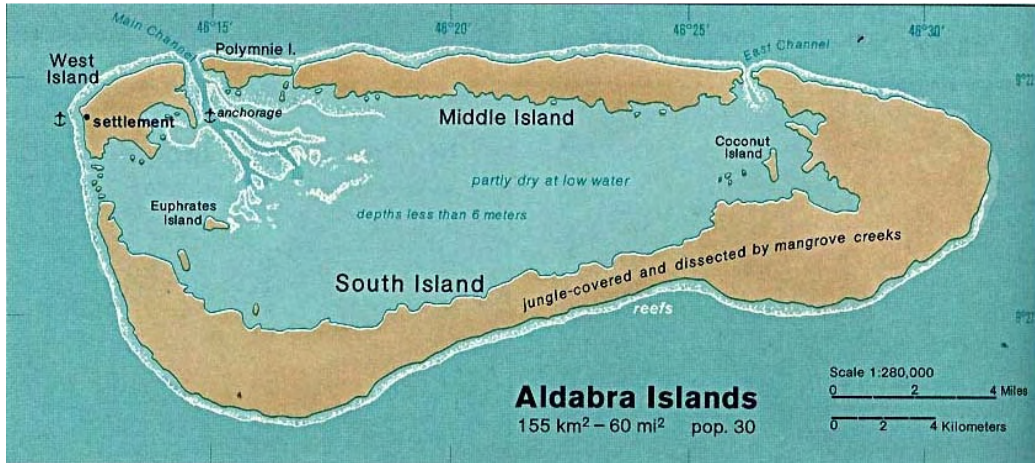 Main Channel
46°15'
46°20'
46°25'
46°30'
East Channel
Polymnie I.
West
Island
settlement
anchorage
Middle Island
Coconut
Island
partly dry at low water
Euphrates
Island
depths less than 6 meters
South Island
jungle-covered and dissected by mangrove creeks
reefs
Aldabra Islands
155 km² – 60 mi² pop. 30
Scale 1:280,000
0 2 4 Miles
0 2 4 Kilometers